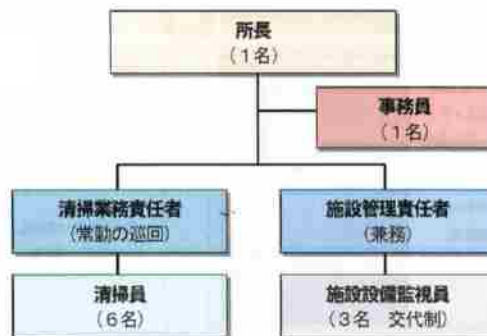 所長
（1名）
事務員
（1名）
清掃業務責任者
（常勤の巡回）
施設管理責任者
（兼務）
清掃員
（6名）
施設設備監視員
（3名　交代制）